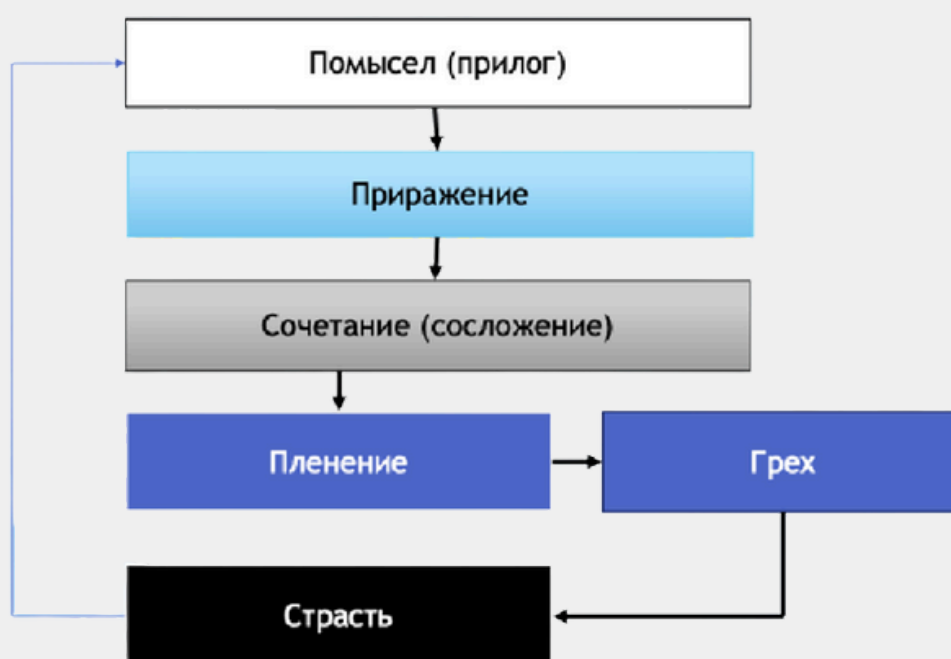 Помысел (прилог)
Приражение
Сочетание (сосложение)
Пленение
Грех
Страсть